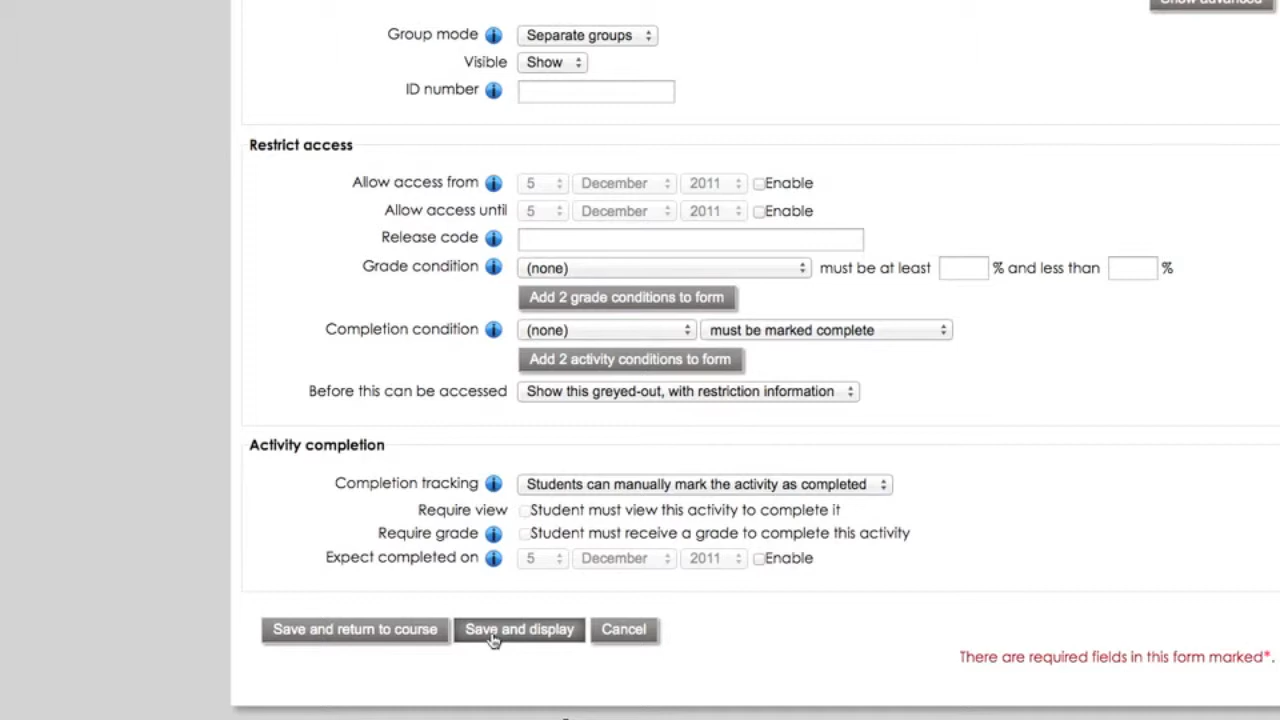 Show advanced
Group mode Separate groups
Visible Show
ID number
Restrict access
Allow access from 5 December 2011 Enable
Allow access until 5 December 2011 Enable
Release code
Grade condition (none) must be at least % and less than %
Add 2 grade conditions to form
Completion condition (none) must be marked complete
Add 2 activity conditions to form
Before this can be accessed Show this greyed-out, with restriction information
Activity completion
Completion tracking Students can manually mark the activity as completed
Require view Student must view this activity to complete it
Require grade Student must receive a grade to complete this activity
Expect completed on 5 December 2011 Enable
Save and return to course Save and display Cancel
There are required fields in this form marked*.